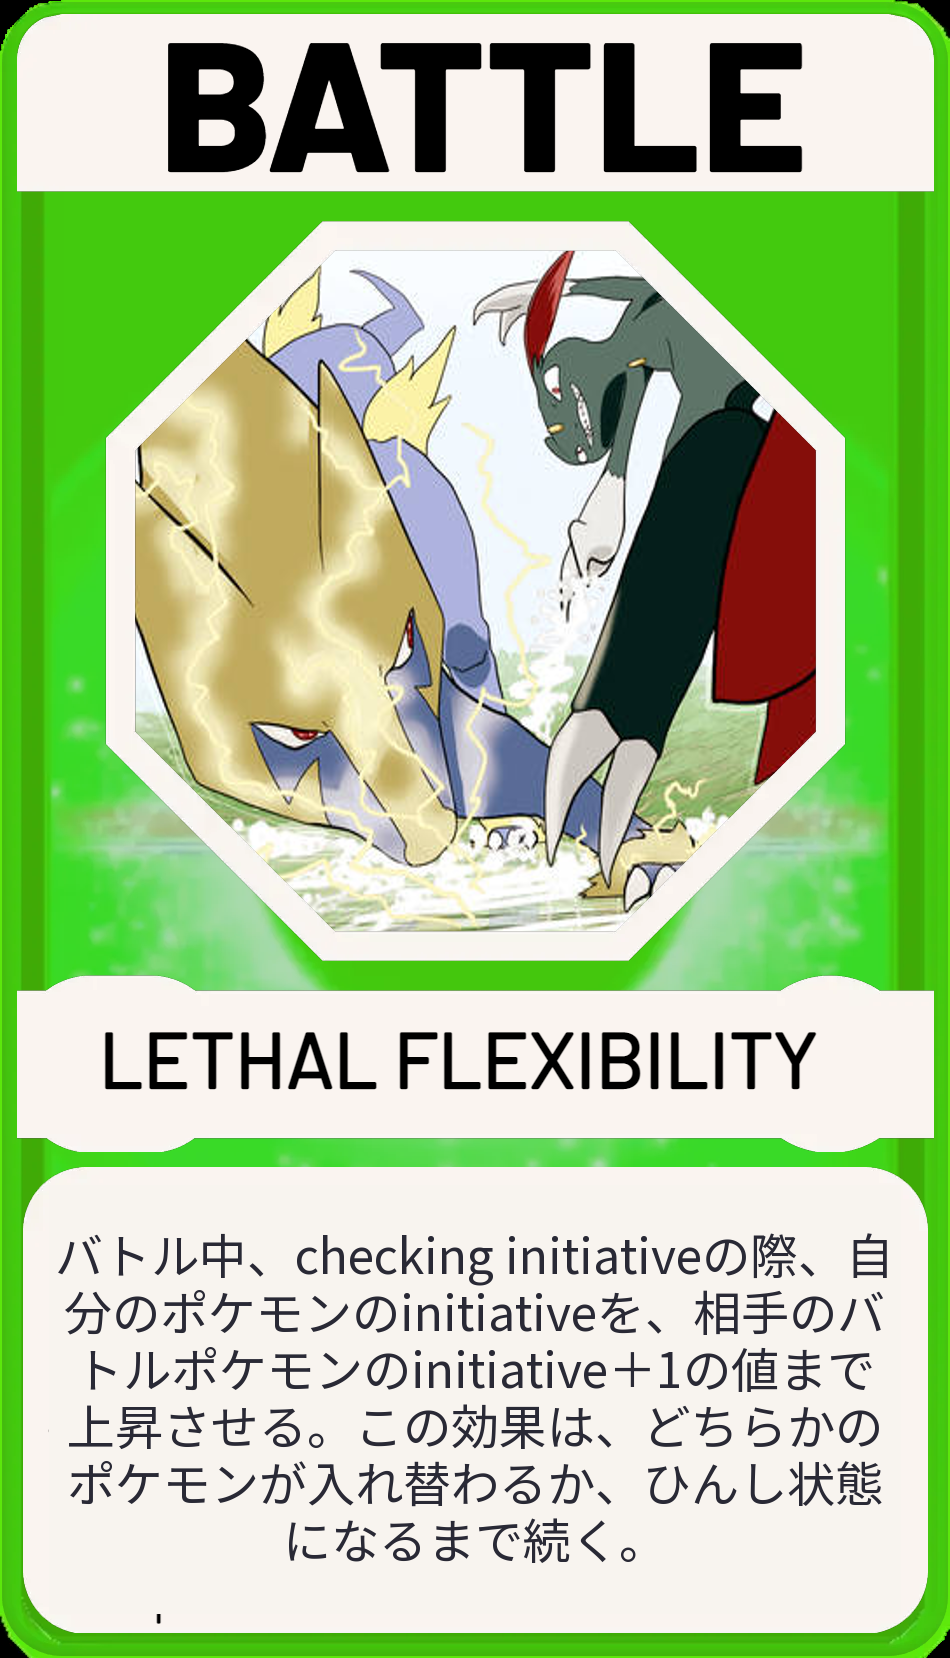 BATTLE
LETHAL FLEXIBILITY
バトル中、checking initiativeの際、自
分のポケモンのinitiativeを、相手のバ
トルポケモンのinitiative＋1の値まで
上昇させる。この効果は、どちらかの
ポケモンが入れ替わるか、ひんし状態
になるまで続く。